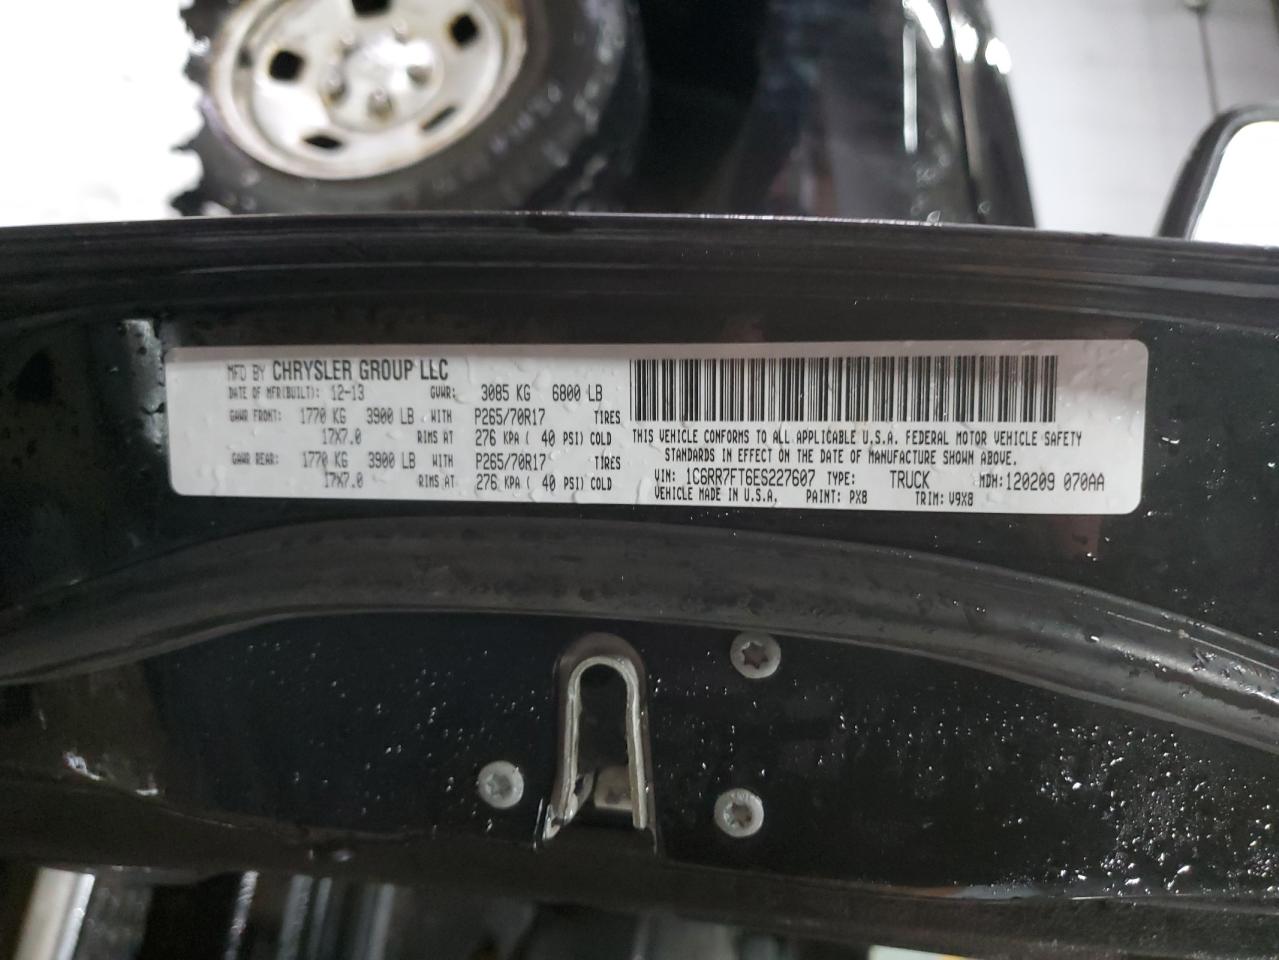 MFD BY CHRYSLER GROUP LLC
DATE OF MFR(BUILT): 12-13 GVWR: 3085 KG 6800 LB
GAWR FRONT: 1770 KG 3900 LB WITH P265/70R17 TIRES
17X7.0 RIMS AT 276 KPA ( 40 PSI) COLD
GAWR REAR: 1770 KG 3900 LB WITH P265/70R17 TIRES
17X7.0 RIMS AT 276 KPA ( 40 PSI) COLD
THIS VEHICLE CONFORMS TO ALL APPLICABLE U.S.A. FEDERAL MOTOR VEHICLE SAFETY
STANDARDS IN EFFECT ON THE DATE OF MANUFACTURE SHOWN ABOVE.
VIN: 1C6RR7FT6ES227607 TYPE: TRUCK MDH:120209 070AA
VEHICLE MADE IN U.S.A. PAINT: PX8 TRIM: V9X8